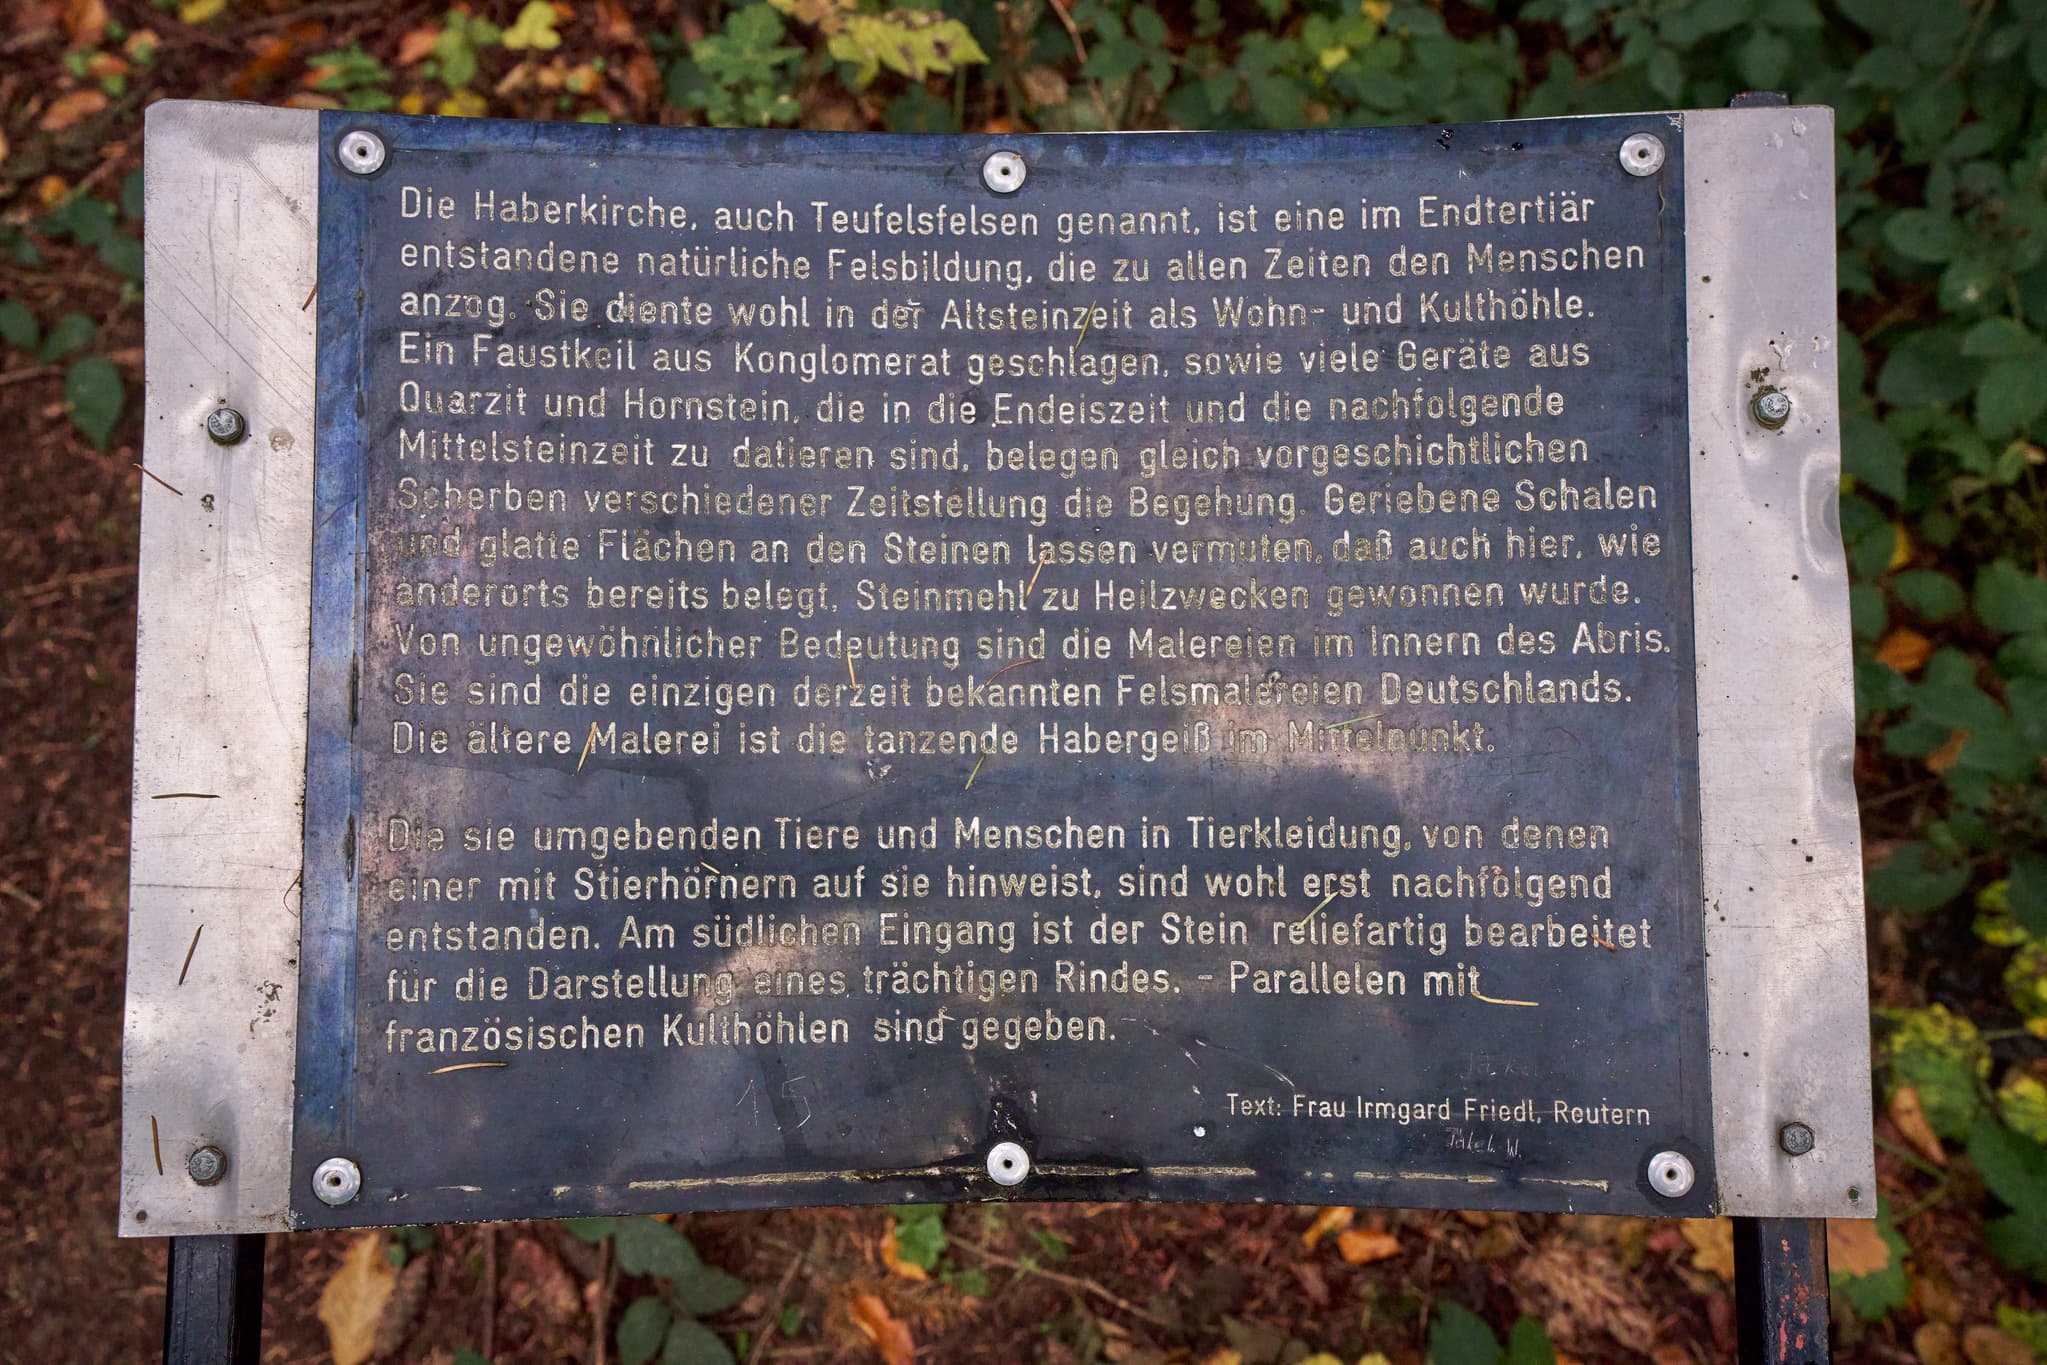 Die Haberkirche, auch Teufelsfelsen genannt, ist eine im Endtertiär
entstandene natürliche Felsbildung, die zu allen Zeiten den Menschen
anzog. Sie diente wohl in der Altsteinzeit als Wohn- und Kulthöhle.
Ein Faustkeil aus Konglomerat geschlagen, sowie viele Geräte aus
Quarzit und Hornstein, die in die Endeiszeit und die nachfolgende
Mittelsteinzeit zu datieren sind, belegen gleich vorgeschichtlichen
Scherben verschiedener Zeitstellung die Begehung. Geriebene Schalen
und glatte Flächen an den Steinen lassen vermuten, daß auch hier, wie
anderorts bereits belegt, Steinmehl zu Heilzwecken gewonnen wurde.
Von ungewöhnlicher Bedeutung sind die Malereien im Innern des Abris.
Sie sind die einzigen derzeit bekannten Felsmalereien Deutschlands.
Die ältere Malerei ist die tanzende Habergeiß im Mittelpunkt.
Die sie umgebenden Tiere und Menschen in Tierkleidung, von denen
einer mit Stierhörnern auf sie hinweist, sind wohl erst nachfolgend
entstanden. Am südlichen Eingang ist der Stein reliefartig bearbeitet
für die Darstellung eines trächtigen Rindes. - Parallelen mit
französischen Kulthöhlen sind gegeben.
15
Text: Frau Irmgard Friedl, Reutern
Jäkel. W.